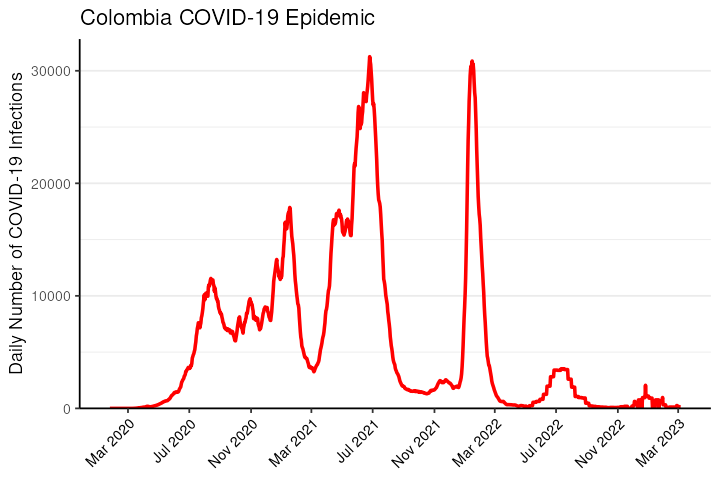 Colombia COVID-19 Epidemic
Daily Number of COVID-19 Infections
30000
20000
10000
0
Mar 2020
Jul 2020
Nov 2020
Mar 2021
Jul 2021
Nov 2021
Mar 2022
Jul 2022
Nov 2022
Mar 2023